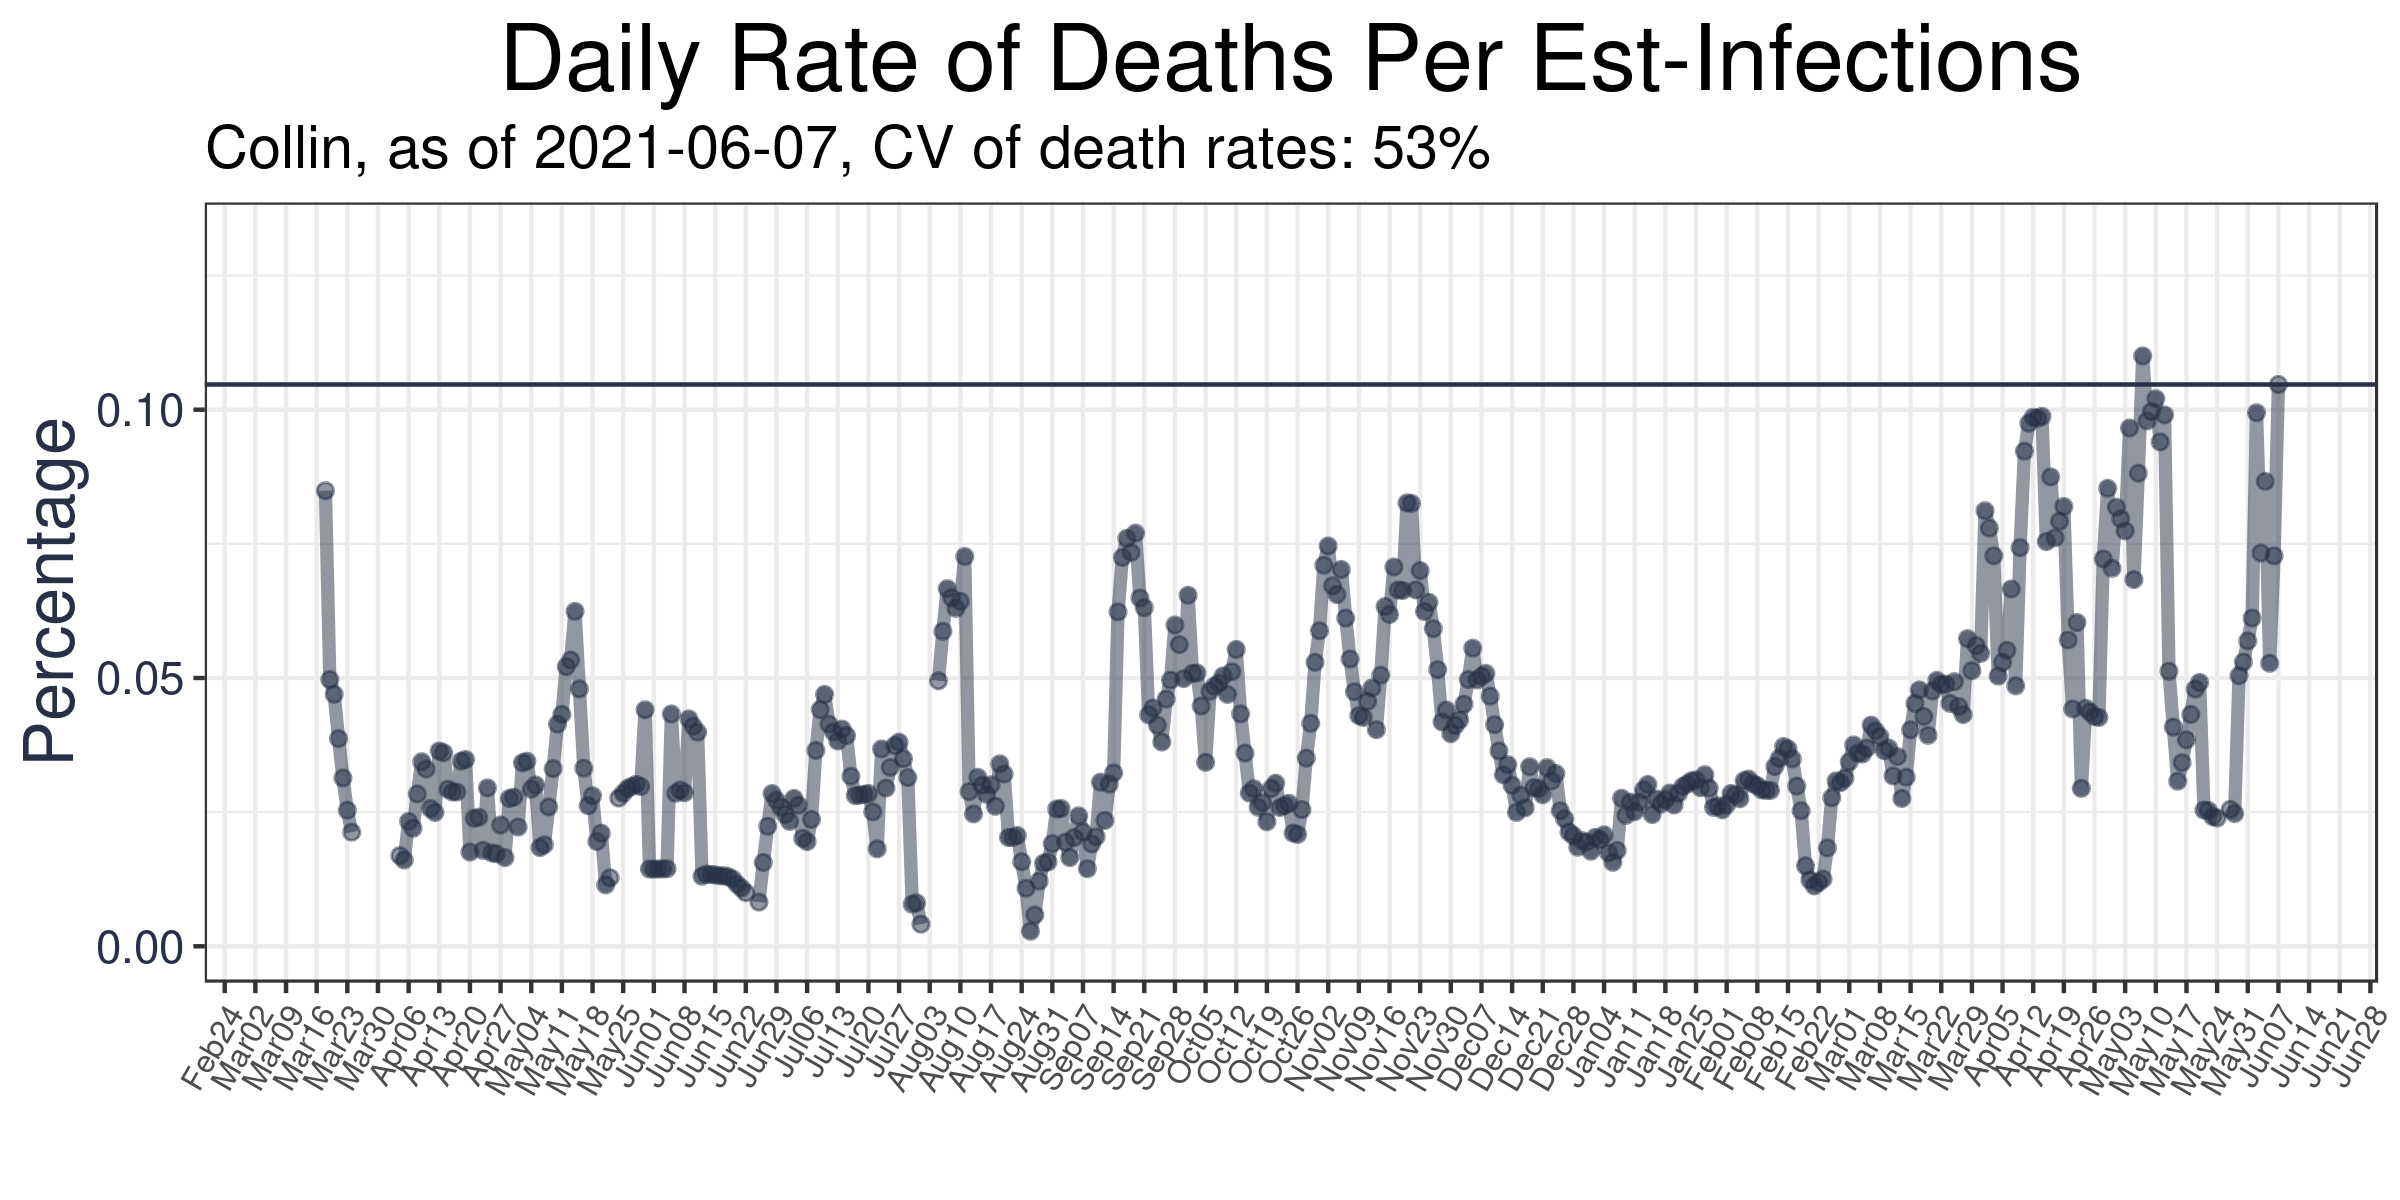 Daily Rate of Deaths Per Est-Infections
Collin, as of 2021-06-07, CV of death rates: 53%
Percentage
0.10
0.05
0.00
Feb24
Mar02
Mar09
Mar16
Mar23
Mar30
Apr06
Apr13
Apr20
Apr27
May04
May11
May18
May25
Jun01
Jun08
Jun15
Jun22
Jun29
Jul06
Jul13
Jul20
Jul27
Aug03
Aug10
Aug17
Aug24
Aug31
Sep07
Sep14
Sep21
Sep28
Oct05
Oct12
Oct19
Oct26
Nov02
Nov09
Nov16
Nov23
Nov30
Dec07
Dec14
Dec21
Dec28
Jan04
Jan11
Jan18
Jan25
Feb01
Feb08
Feb15
Feb22
Mar01
Mar08
Mar15
Mar22
Mar29
Apr05
Apr12
Apr19
Apr26
May03
May10
May17
May24
May31
Jun07
Jun14
Jun21
Jun28